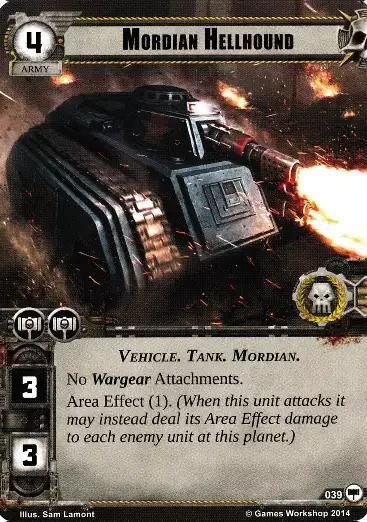 4
MORDIAN HELLHOUND
ARMY
VEHICLE. TANK. MORDIAN.
3
No Wargear Attachments.
Area Effect (1). (When this unit attacks it
may instead deal its Area Effect damage
to each enemy unit at this planet.)
3
039
Illus. Sam Lamont
© Games Workshop 2014